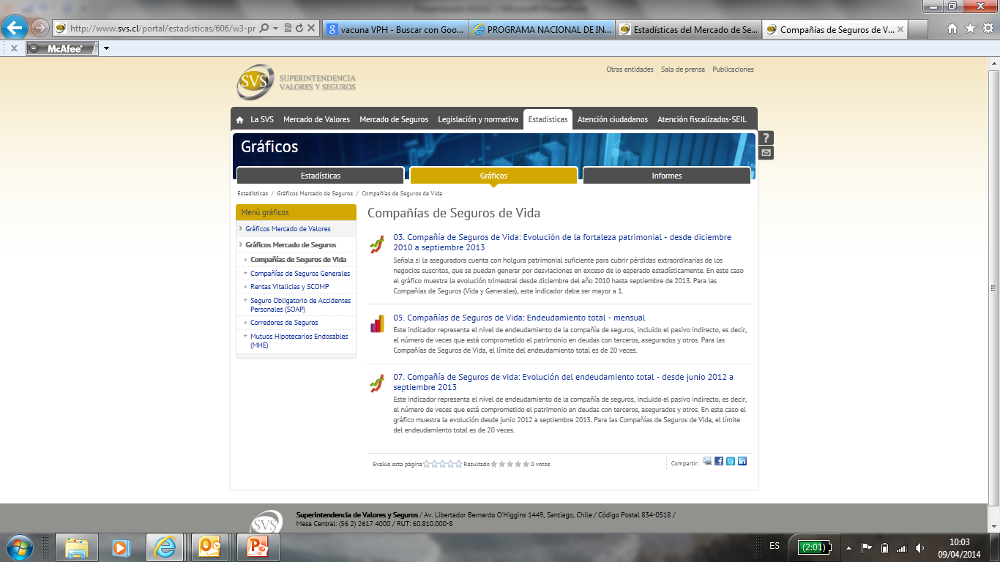 http://www.svs.cl/portal/estadisticas/606/w3-pr
vacuna VPH - Buscar con Goo...
PROGRAMA NACIONAL DE IN...
Estadísticas del Mercado de Se...
Compañías de Seguros de V...
McAfee
SVS
SUPERINTENDENCIA
VALORES Y SEGUROS
Otras entidades
Sala de prensa
Publicaciones
La SVS
Mercado de Valores
Mercado de Seguros
Legislación y normativa
Estadísticas
Atención ciudadanos
Atención fiscalizados-SEIL
Gráficos
?
Estadísticas
Gráficos
Informes
Estadísticas / Gráficos Mercado de Seguros / Compañías de Seguros de Vida
Menú gráficos
Gráficos Mercado de Valores
Gráficos Mercado de Seguros
Compañías de Seguros de Vida
Compañías de Seguros Generales
Rentas Vitalicias y SCOMP
Seguro Obligatorio de Accidentes
Personales (SOAP)
Corredores de Seguros
Mutuos Hipotecarios Endosables
(MHE)
Compañías de Seguros de Vida
03. Compañía de Seguros de Vida: Evolución de la fortaleza patrimonial - desde diciembre
2010 a septiembre 2013
Señala si la aseguradora cuenta con holgura patrimonial suficiente para cubrir pérdidas extraordinarias de los
negocios suscritos, que se puedan generar por desviaciones en exceso de lo esperado estadísticamente. En este caso
el gráfico muestra la evolución trimestral desde diciembre del año 2010 hasta septiembre de 2013. Para las
Compañías de Seguros (Vida y Generales), este indicador debe ser mayor a 1.
05. Compañías de Seguros de Vida: Endeudamiento total - mensual
Este indicador representa el nivel de endeudamiento de la compañía de seguros, incluido el pasivo indirecto, es decir,
el número de veces que está comprometido el patrimonio en deudas con terceros, asegurados y otros. Para las
Compañías de Seguros de Vida, el límite del endeudamiento total es de 20 veces.
07. Compañía de Seguros de vida: Evolución del endeudamiento total - desde junio 2012 a
septiembre 2013
Este indicador representa el nivel de endeudamiento de la compañía de seguros, incluido el pasivo indirecto, es decir,
el número de veces que está comprometido el patrimonio en deudas con terceros, asegurados y otros. En este caso el
gráfico muestra la evolución desde junio 2012 a septiembre 2013. Para las Compañías de Seguros de Vida, el límite
del endeudamiento total es de 20 veces.
Evalúe esta página Resultado 0 votos
Compartir:
SVS
Superintendencia de Valores y Seguros / Av. Libertador Bernardo O'Higgins 1449, Santiago, Chile / Código Postal 834-0518 /
Mesa Central: (56 2) 2617 4000 / RUT: 60.810.000-8
ES
(2:01)
10:03
09/04/2014